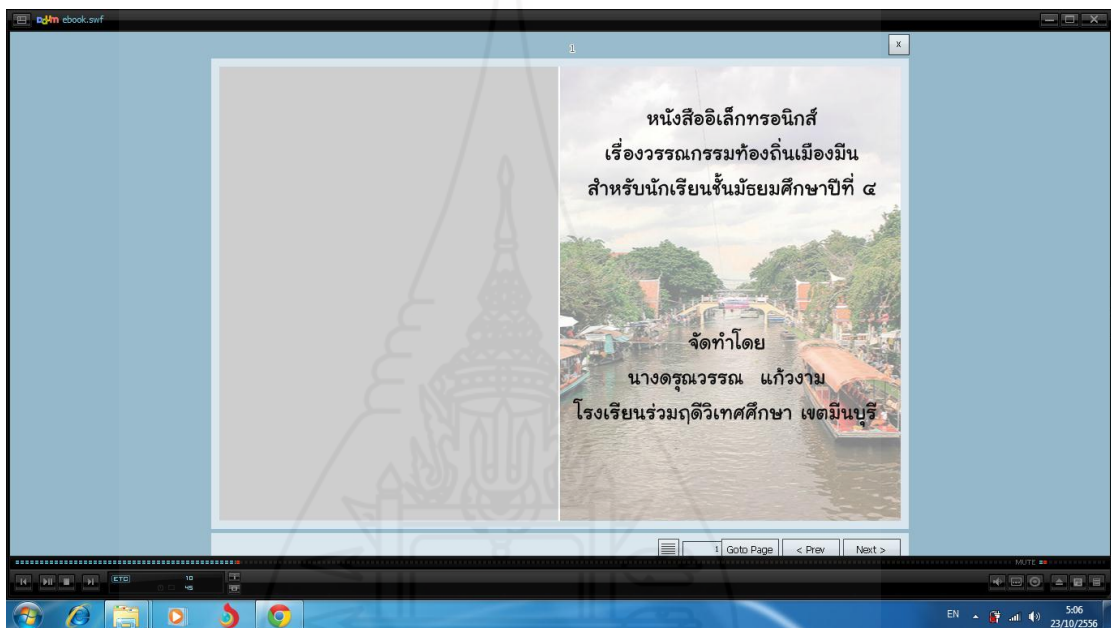 ebook.swf
1
x
หนังสืออิเล็กทรอนิกส์
เรื่องวรรณกรรมท้องถิ่นเมืองมีน
สำหรับนักเรียนชั้นมัธยมศึกษาปีที่ ๔
จัดทำโดย
นางดรุณวรรณ แก้วงาม
โรงเรียนร่วมฤดีวิเทศศึกษา เขตมีนบุรี
1 Goto Page < Prev Next >
MUTE
ETC 10
45
EN 5:06
23/10/2556